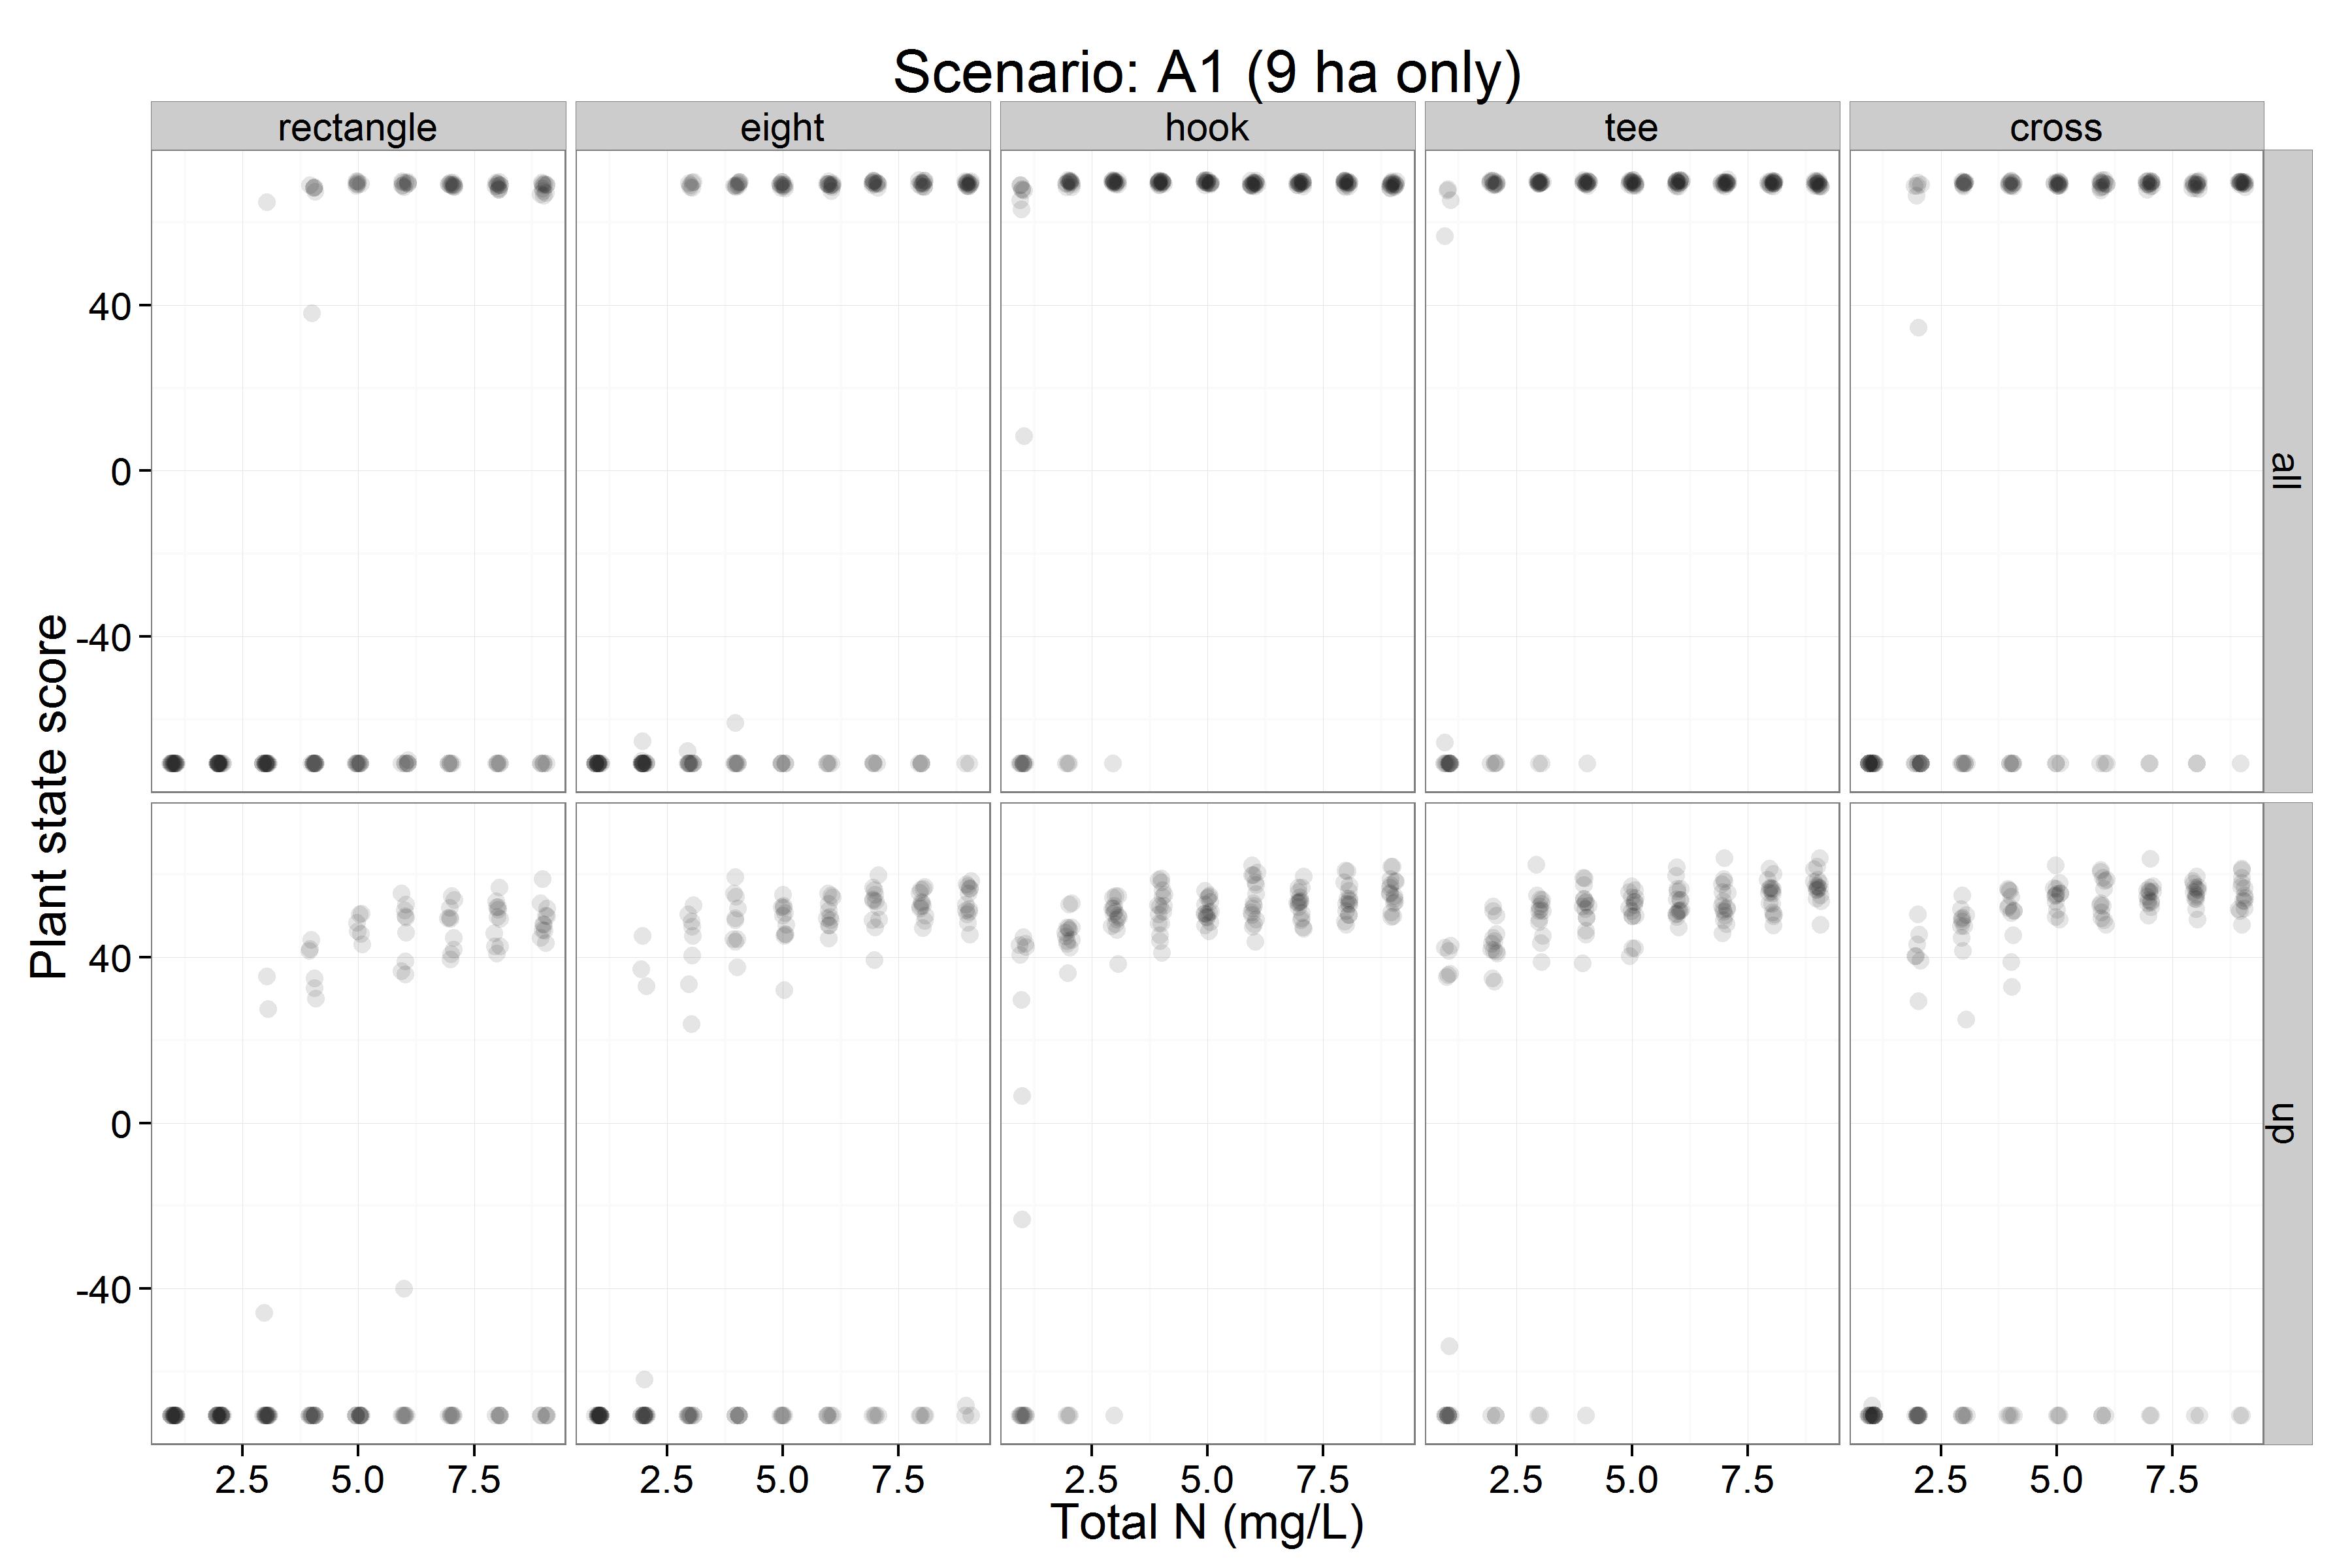 Scenario: A1 (9 ha only)
rectangle eight hook tee cross
40
0
-40
all
Plant state score
40
0
-40
up
2.5 5.0 7.5 2.5 5.0 7.5 2.5 5.0 7.5 2.5 5.0 7.5 2.5 5.0 7.5
Total N (mg/L)